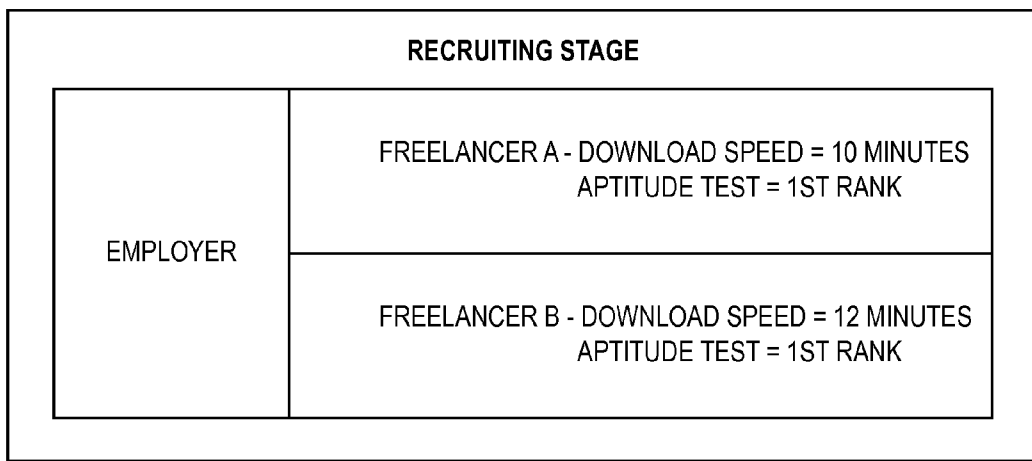 RECRUITING STAGE
EMPLOYER
FREELANCER A - DOWNLOAD SPEED = 10 MINUTES
APTITUDE TEST = 1ST RANK
FREELANCER B - DOWNLOAD SPEED = 12 MINUTES
APTITUDE TEST = 1ST RANK